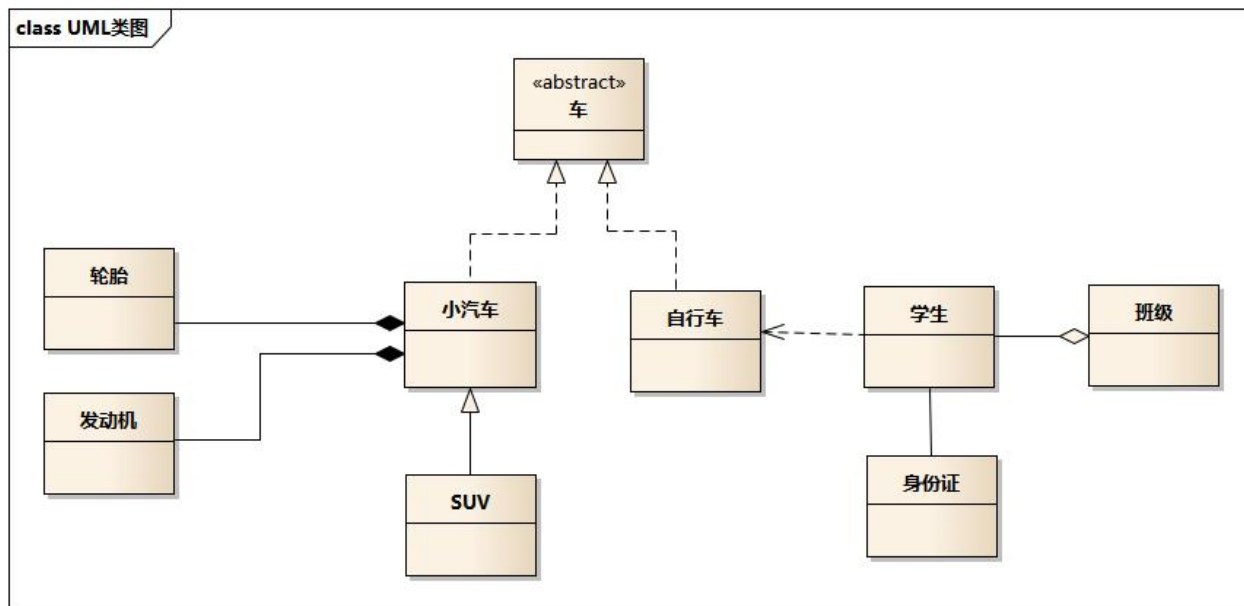 class UML类图
«abstract»
车
轮胎
小汽车
自行车
学生
班级
发动机
SUV
身份证